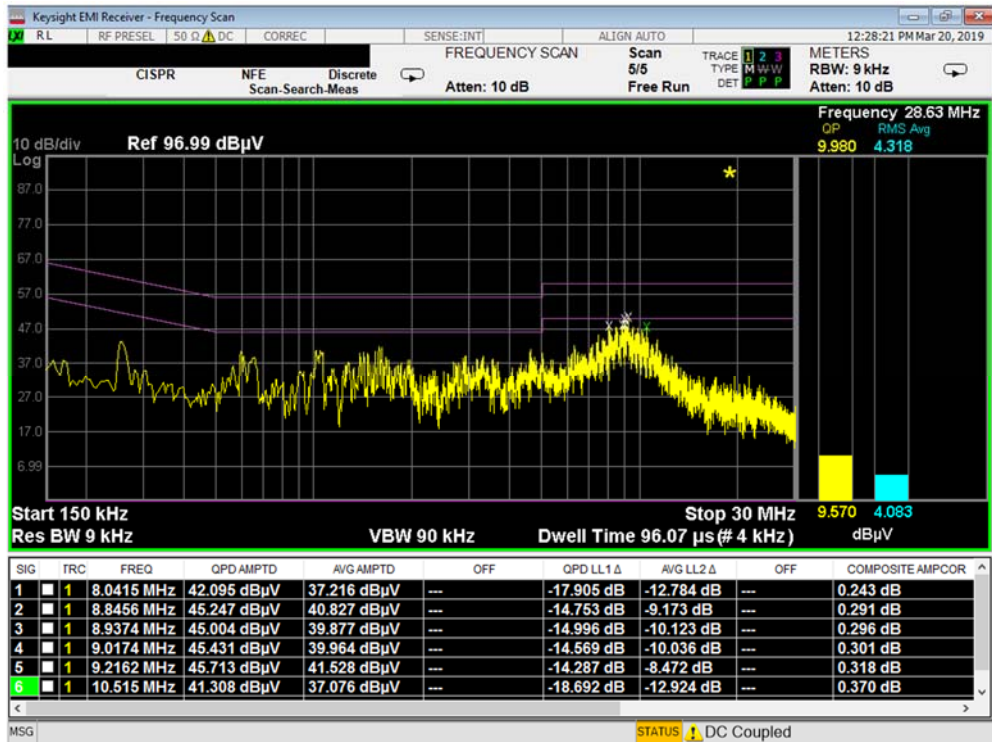 Keysight EMI Receiver - Frequency Scan
LXI RL RF PRESEL 50 Ω DC CORREC SENSE:INT ALIGN AUTO 12:28:21 PM Mar 20, 2019
FREQUENCY SCAN Scan TRACE 1 2 3 METERS
CISPR NFE Discrete 5/5 TYPE M W W RBW: 9 kHz
Scan-Search-Meas Atten: 10 dB Free Run DET P P P Atten: 10 dB
Frequency 28.63 MHz
QP RMS Avg
10 dB/div Ref 96.99 dBµV 9.980 4.318
Log
87.0
77.0
67.0
57.0
47.0
37.0
27.0
17.0
6.99
Start 150 kHz Stop 30 MHz 9.570 4.083
Res BW 9 kHz VBW 90 kHz Dwell Time 96.07 µs (# 4 kHz) dBµV
SIG TRC FREQ QPD AMPTD AVG AMPTD OFF QPD LL1 Δ AVG LL2 Δ OFF COMPOSITE AMPCOR
1 1 8.0415 MHz 42.095 dBµV 37.216 dBµV --- -17.905 dB -12.784 dB --- 0.243 dB
2 1 8.8456 MHz 45.247 dBµV 40.827 dBµV --- -14.753 dB -9.173 dB --- 0.291 dB
3 1 8.9374 MHz 45.004 dBµV 39.877 dBµV --- -14.996 dB -10.123 dB --- 0.296 dB
4 1 9.0174 MHz 45.431 dBµV 39.964 dBµV --- -14.569 dB -10.036 dB --- 0.301 dB
5 1 9.2162 MHz 45.713 dBµV 41.528 dBµV --- -14.287 dB -8.472 dB --- 0.318 dB
6 1 10.515 MHz 41.308 dBµV 37.076 dBµV --- -18.692 dB -12.924 dB --- 0.370 dB
MSG STATUS DC Coupled